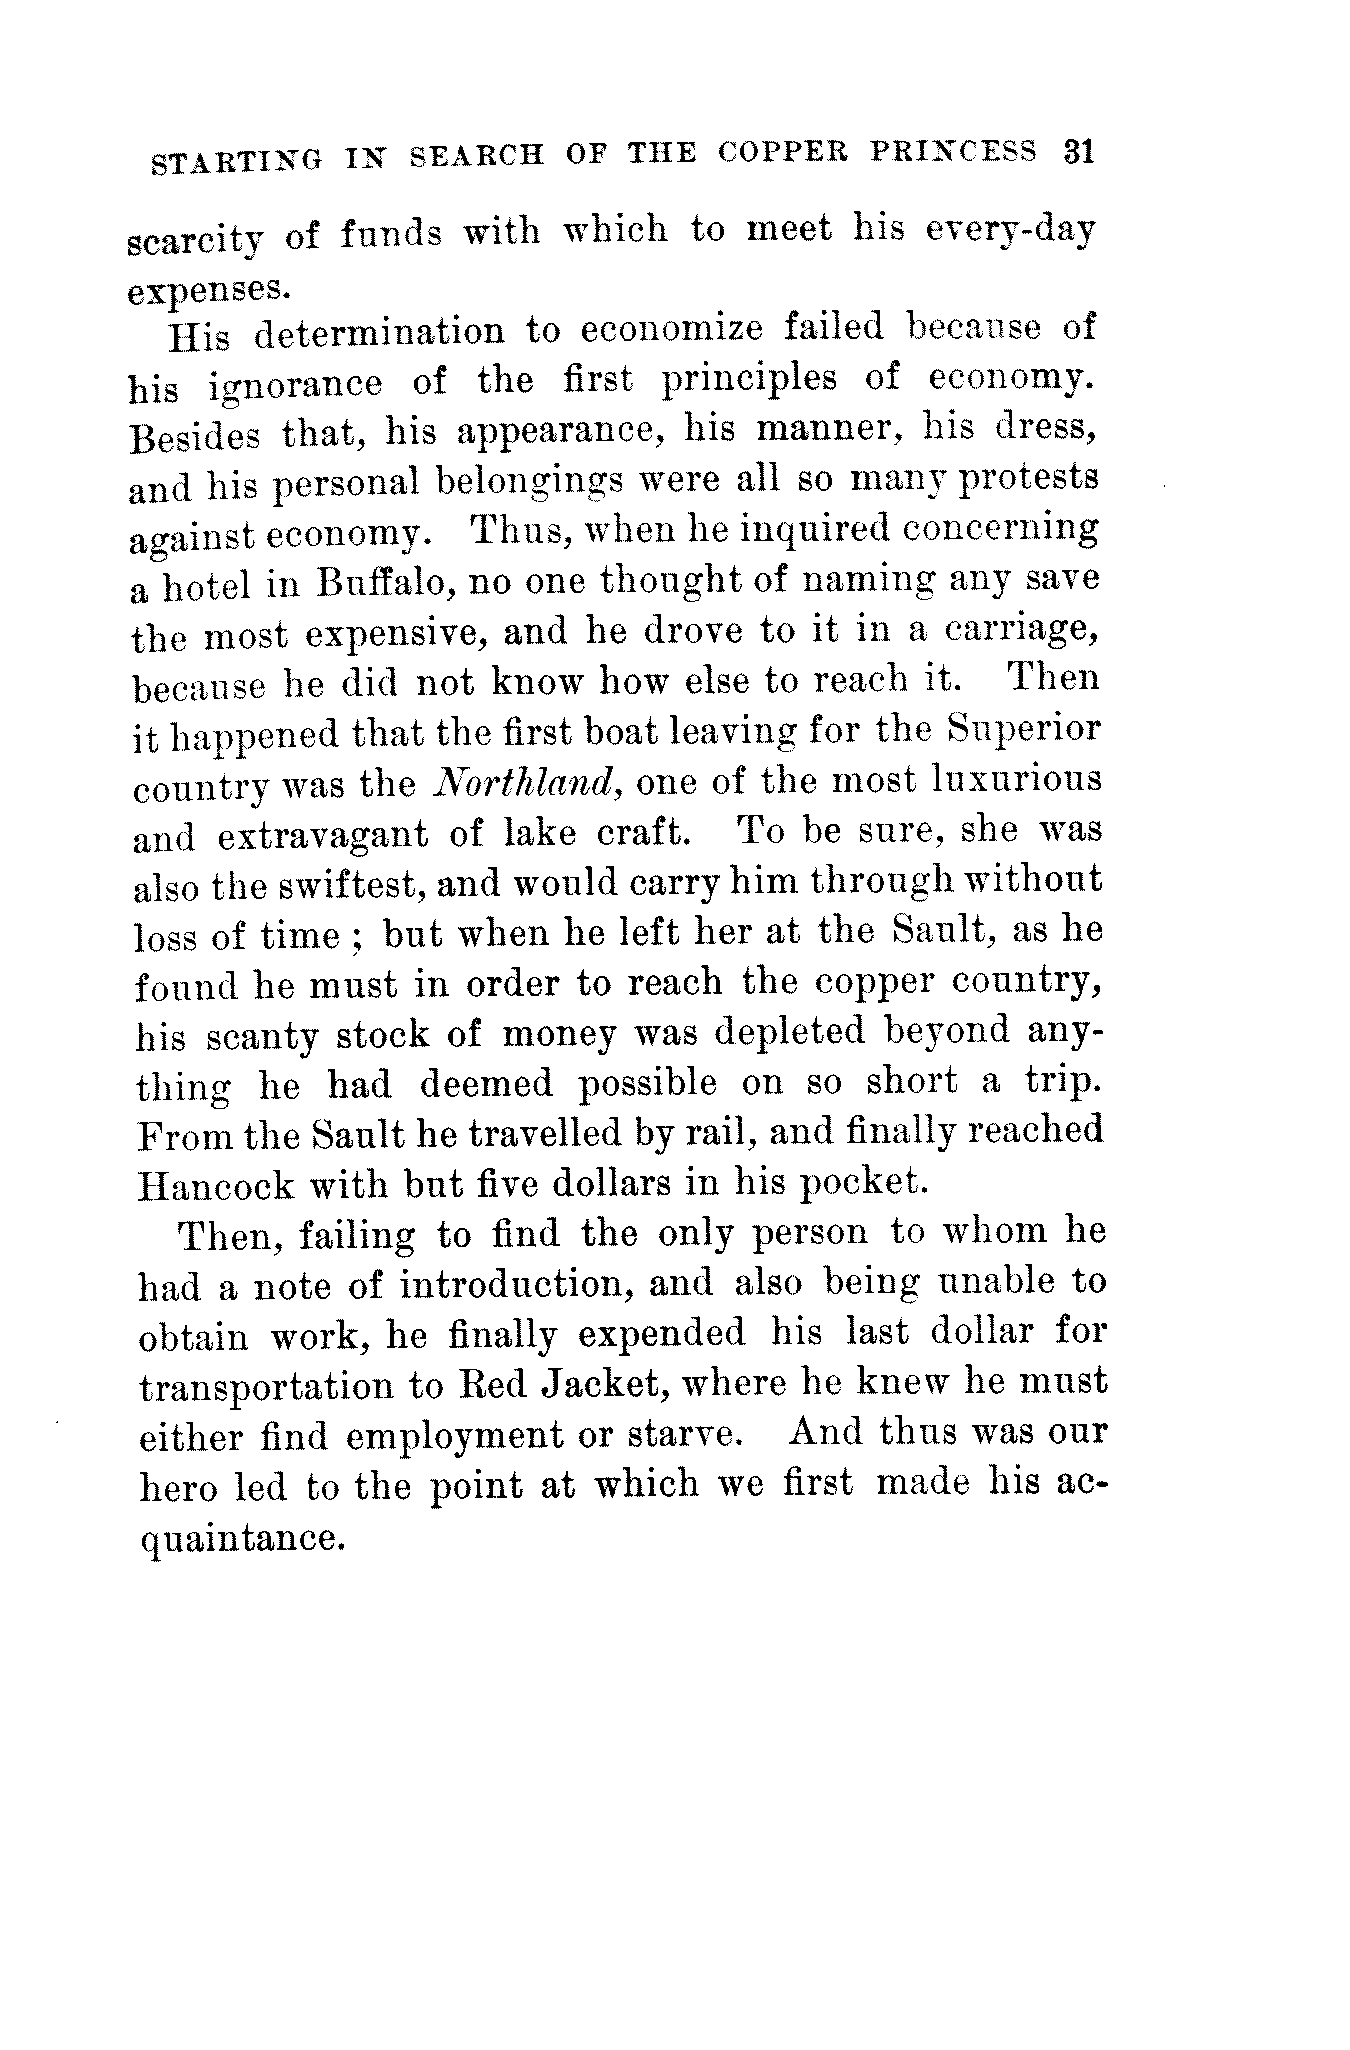 STARTING IN SEARCH OF THE COPPER PRINCESS 31
scarcity of funds with which to meet his every-day
expenses.
His determination to economize failed because of
his ignorance of the first principles of economy.
Besides that, his appearance, his manner, his dress,
and his personal belongings were all so many protests
against economy. Thus, when he inquired concerning
a hotel in Buffalo, no one thought of naming any save
the most expensive, and he drove to it in a carriage,
because he did not know how else to reach it. Then
it happened that the first boat leaving for the Superior
country was the Northland, one of the most luxurious
and extravagant of lake craft. To be sure, she was
also the swiftest, and would carry him through without
loss of time ; but when he left her at the Sault, as he
found he must in order to reach the copper country,
his scanty stock of money was depleted beyond any-
thing he had deemed possible on so short a trip.
From the Sault he travelled by rail, and finally reached
Hancock with but five dollars in his pocket.
Then, failing to find the only person to whom he
had a note of introduction, and also being unable to
obtain work, he finally expended his last dollar for
transportation to Red Jacket, where he knew he must
either find employment or starve. And thus was our
hero led to the point at which we first made his ac-
quaintance.